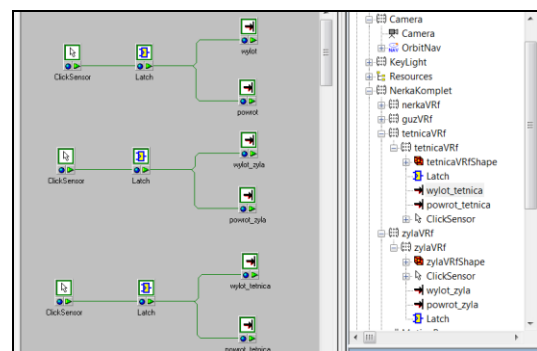 wylot
ClickSensor
Latch
powrot
wylot_zyla
ClickSensor
Latch
powrot_zyla
wylot_tetnica
ClickSensor
Latch
powrot_tetnica
Camera
Camera
OrbitNav
KeyLight
Resources
NerkaKomplet
nerkaVRf
guzVRf
tetnicaVRf
tetnicaVRf
tetnicaVRfShape
Latch
wylot_tetnica
powrot_tetnica
ClickSensor
zylaVRf
zylaVRf
zylaVRfShape
ClickSensor
wylot_zyla
powrot_zyla
Latch